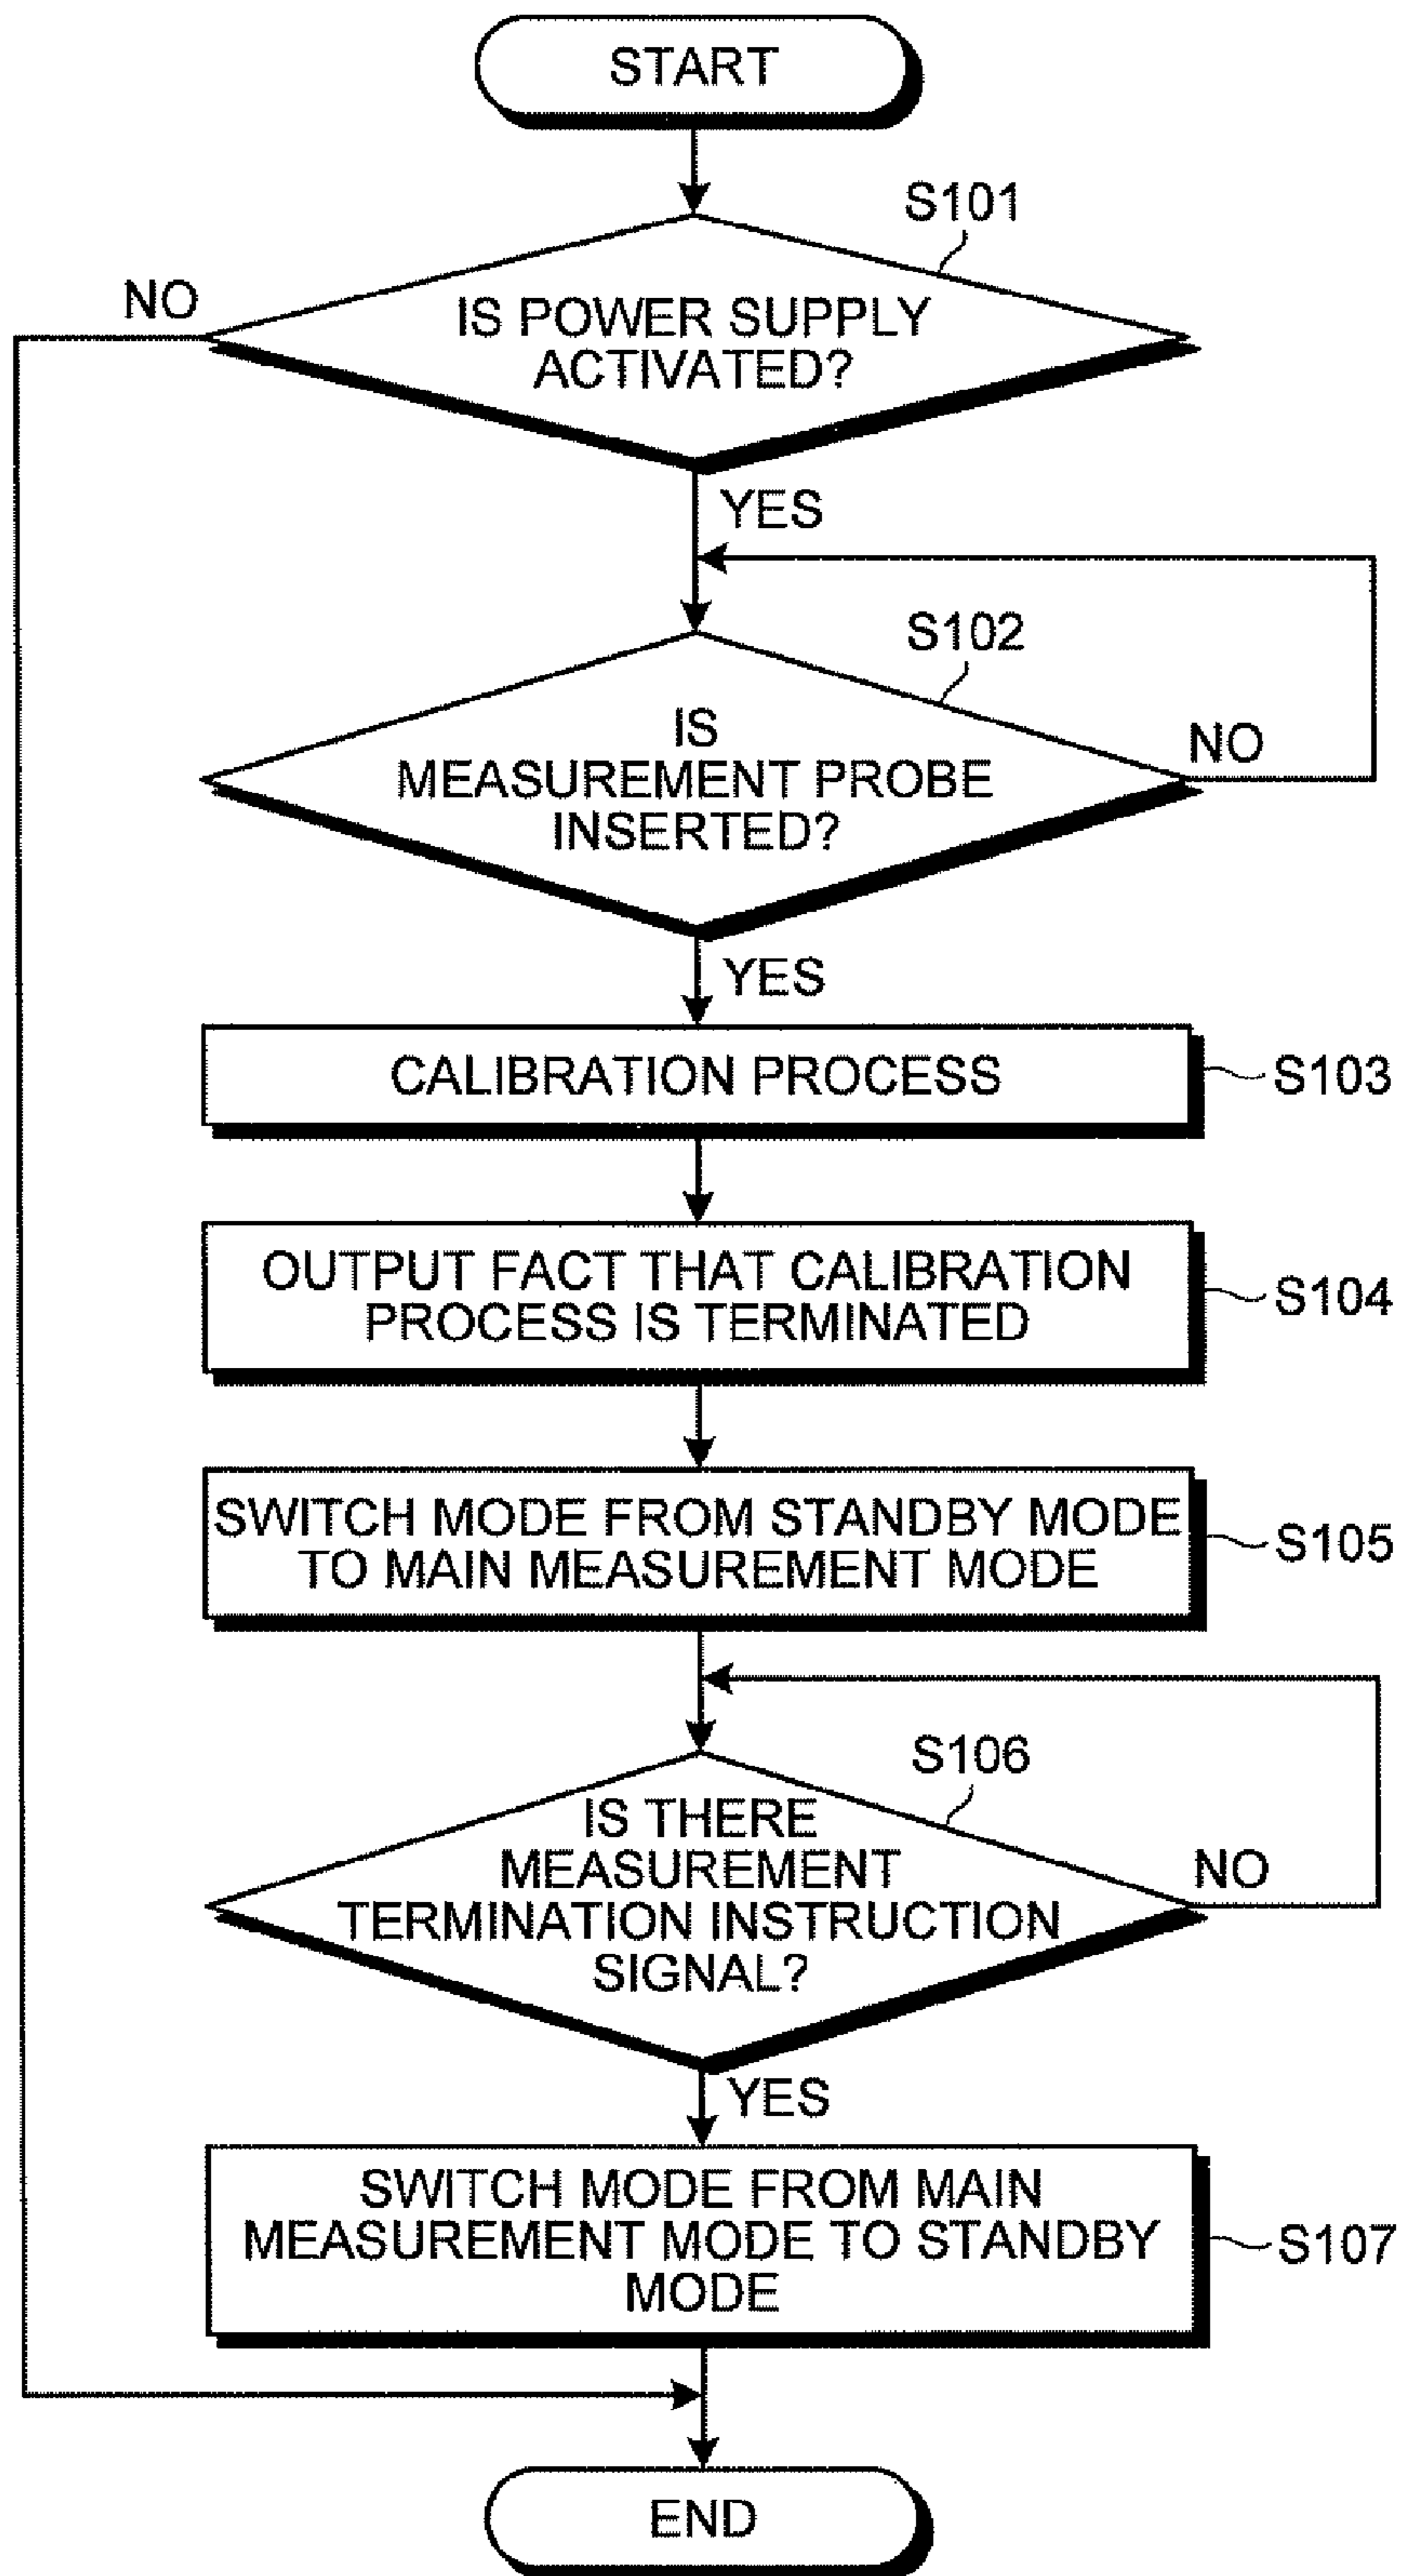 START
S101
NO
IS POWER SUPPLY
ACTIVATED?
YES
S102
IS
MEASUREMENT PROBE
INSERTED?
NO
YES
CALIBRATION PROCESS
S103
OUTPUT FACT THAT CALIBRATION
PROCESS IS TERMINATED
S104
SWITCH MODE FROM STANDBY MODE
TO MAIN MEASUREMENT MODE
S105
S106
IS THERE
MEASUREMENT
TERMINATION INSTRUCTION
SIGNAL?
NO
YES
SWITCH MODE FROM MAIN
MEASUREMENT MODE TO STANDBY
MODE
S107
END